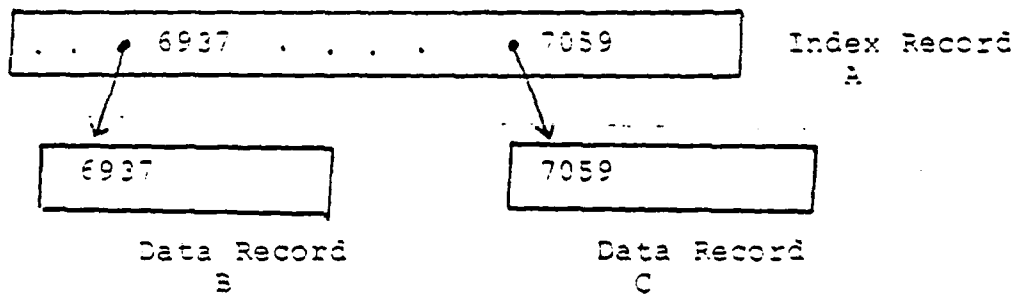 . . 6937 . . . . 7059 Index Record
A
6937 7059
Data Record Data Record
B C